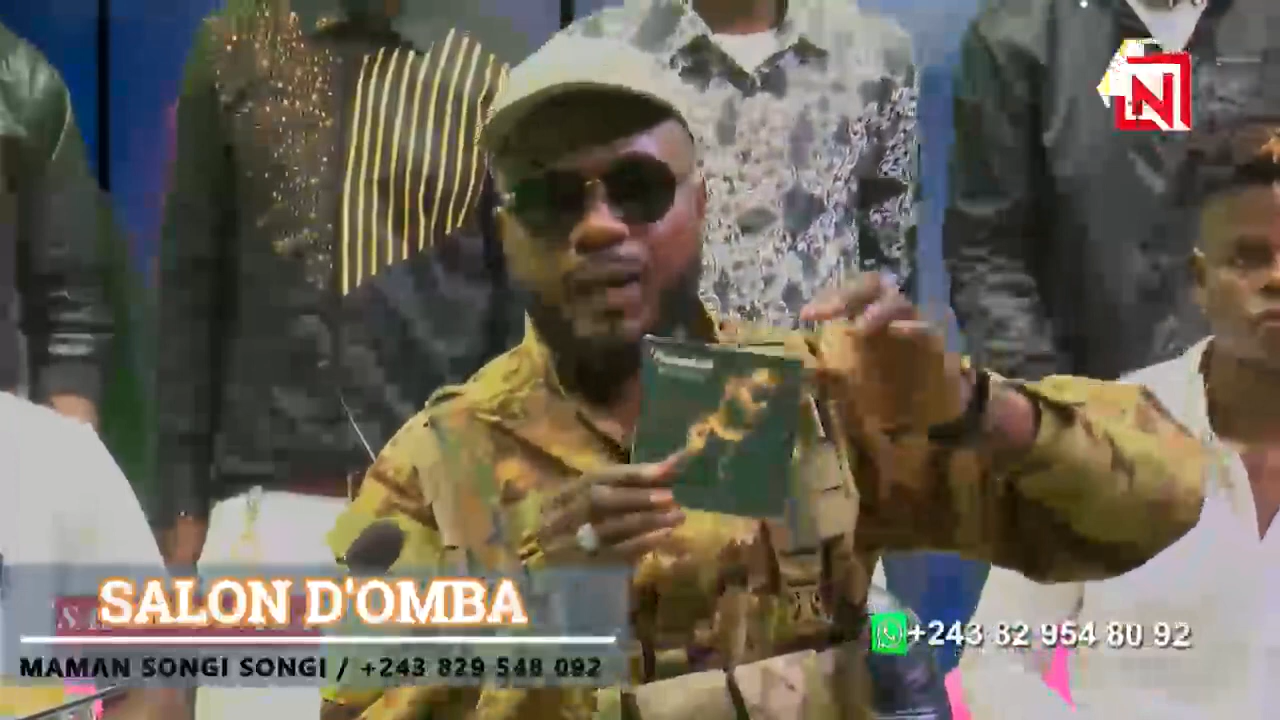 N
SALON D'OMBA
MAMAN SONGI SONGI / +243 829 548 092
+243 82 954 80 92